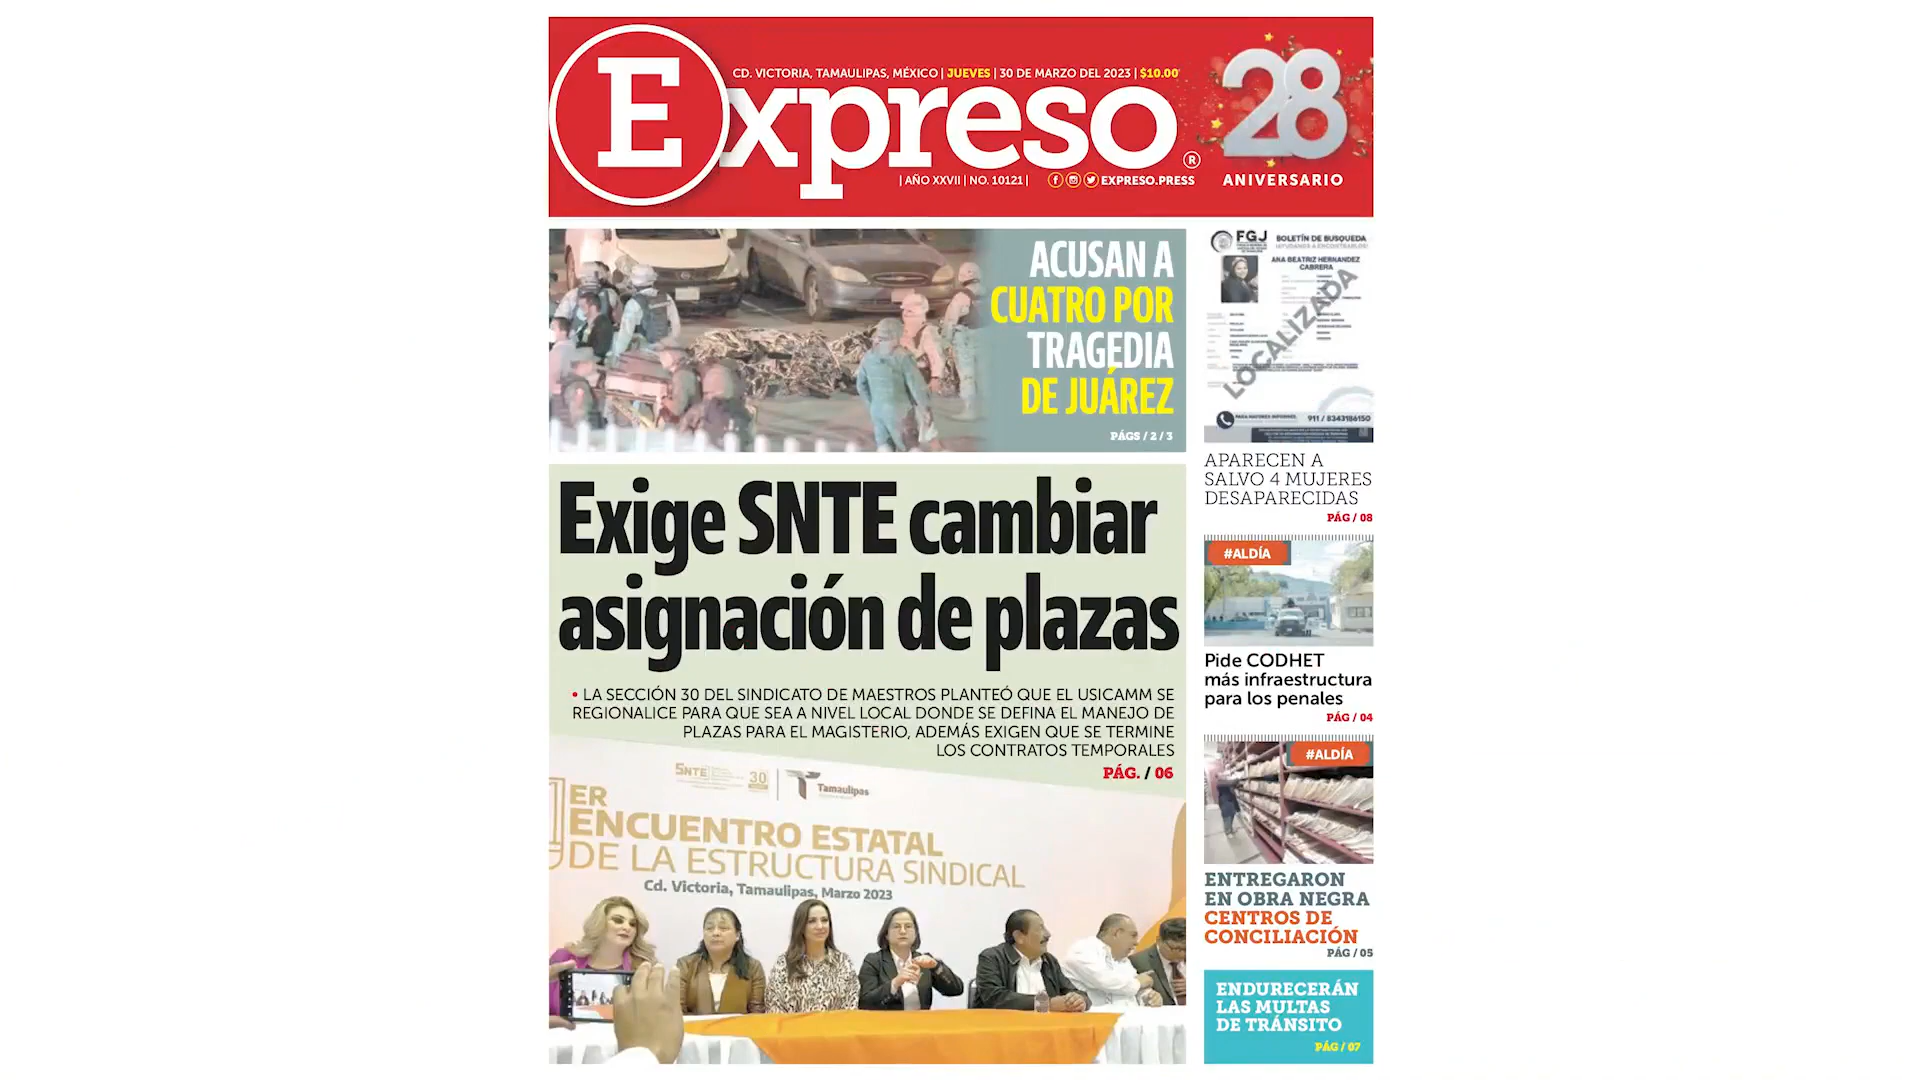 CD. VICTORIA, TAMAULIPAS, MÉXICO | JUEVES | 30 DE MARZO DEL 2023 | $10.00
Expreso
®
| AÑO XXVII | NO. 10121 |
EXPRESO.PRESS
28
ANIVERSARIO
ACUSAN A
CUATRO POR
TRAGEDIA
DE JUÁREZ
PÁGS / 2 / 3
FGJ
BOLETÍN DE BUSQUEDA
¡AYUDANOS A ENCONTRARLOS!
ANA BEATRIZ HERNANDEZ
CABRERA
LOCALIZADA
PARA MAYORES INFORMES,
911 / 8343186150
APARECEN A
SALVO 4 MUJERES
DESAPARECIDAS
PÁG / 08
Exige SNTE cambiar
asignación de plazas
• LA SECCIÓN 30 DEL SINDICATO DE MAESTROS PLANTEÓ QUE EL USICAMM SE
REGIONALICE PARA QUE SEA A NIVEL LOCAL DONDE SE DEFINA EL MANEJO DE
PLAZAS PARA EL MAGISTERIO, ADEMÁS EXIGEN QUE SE TERMINE
LOS CONTRATOS TEMPORALES
PÁG. / 06
SNTE
30
Tamaulipas
1ER
ENCUENTRO ESTATAL
DE LA ESTRUCTURA SINDICAL
Cd. Victoria, Tamaulipas, Marzo 2023
#ALDÍA
Pide CODHET
más infraestructura
para los penales
PÁG / 04
#ALDÍA
ENTREGARON
EN OBRA NEGRA
CENTROS DE
CONCILIACIÓN
PÁG / 05
ENDURECERÁN
LAS MULTAS
DE TRÁNSITO
PÁG / 07